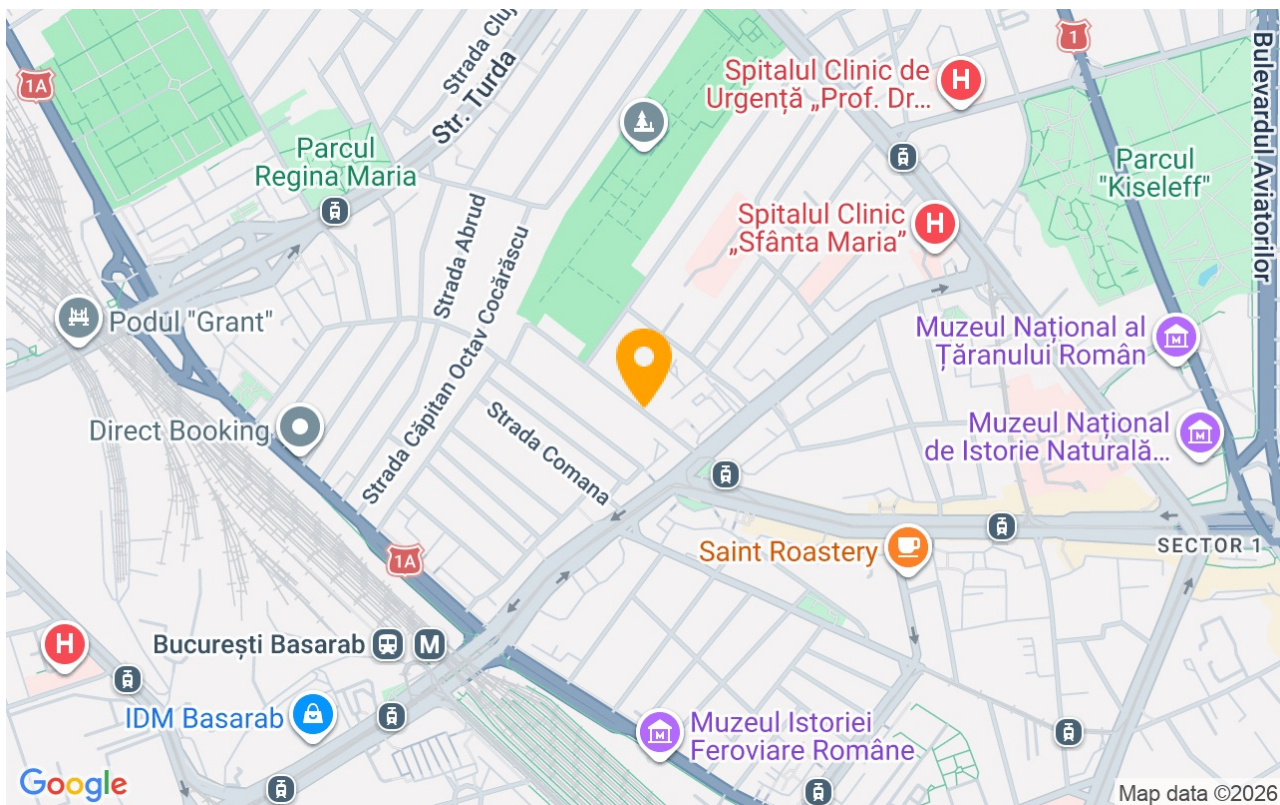 1A
Strada Cluj
Str. Turda
Spitalul Clinic de
Urgență „Prof. Dr...
H
1
Bulevardul Aviatorilor
Parcul
Regina Maria
Parcul
"Kiseleff"
Spitalul Clinic
„Sfânta Maria”
H
Strada Abrud
Strada Căpitan Octav Cocărăscu
Podul "Grant"
Muzeul Național al
Țăranului Român
M
Direct Booking
Strada Comana
Muzeul Național
de Istorie Naturală...
M
Saint Roastery
SECTOR 1
1A
H
București Basarab
M
IDM Basarab
Muzeul Istoriei
Feroviare Române
M
Google
Map data ©2026